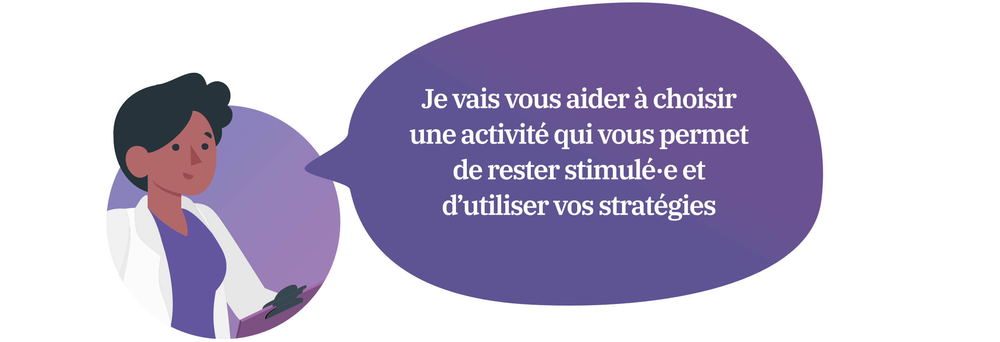 Je vais vous aider à choisir
une activité qui vous permet
de rester stimulé·e et
d’utiliser vos stratégies